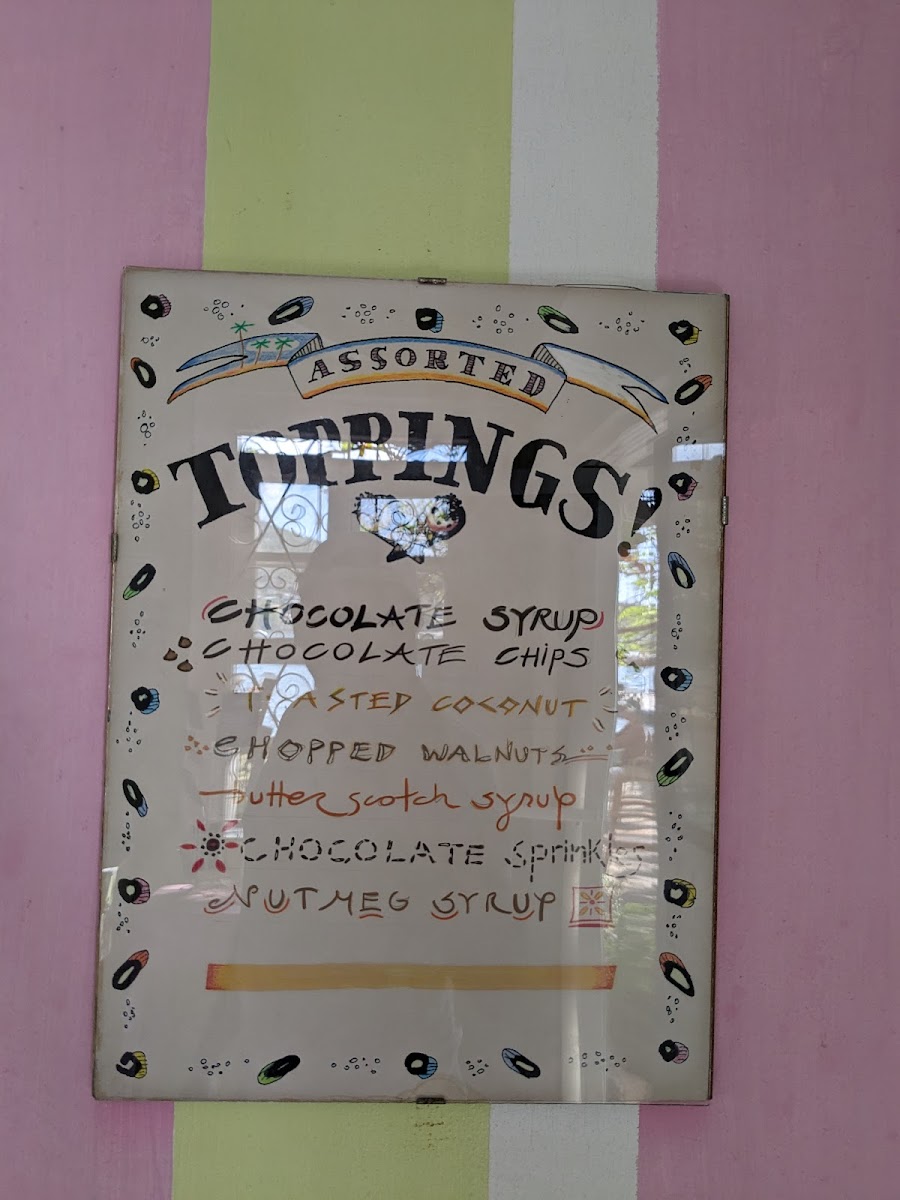 ASSORTED
TOPPINGS!
CHOCOLATE SYRUP
CHOCOLATE CHIPS
TOASTED COCONUT
CHOPPED WALNUTS
Butterscotch syrup
CHOCOLATE Sprinkles
NUTMEG SYRUP